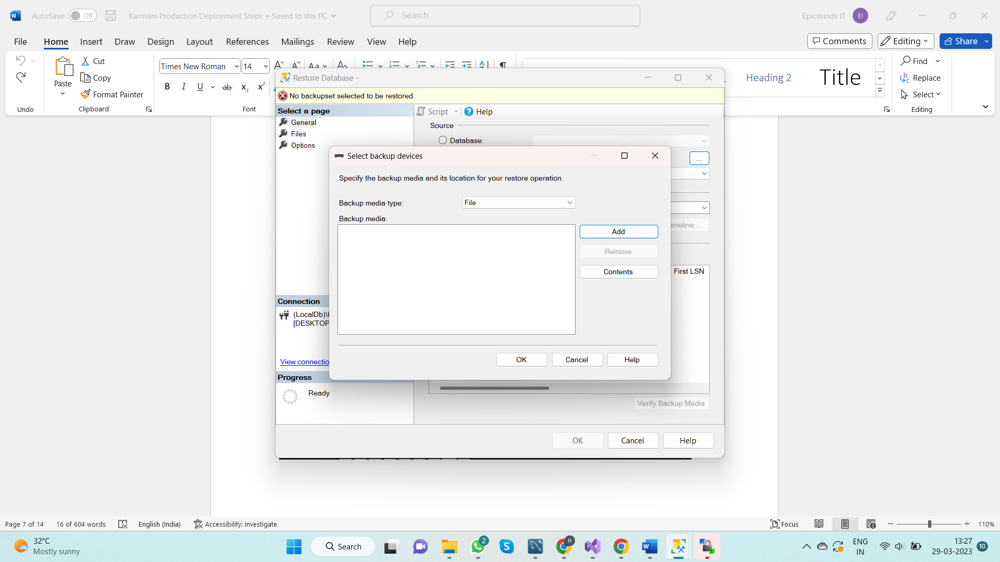 AutoSave Off Karmani Production Deployment Steps • Saved to this PC Search Epicminds IT EI
File Home Insert Draw Design Layout References Mailings Review View Help Comments Editing Share
Paste Cut Copy Format Painter
Times New Roman 14
Heading 2 Title
Find
Replace
Select
Undo Clipboard Font Editing
Restore Database -
No backupset selected to be restored.
Select a page
General
Files
Options
Script Help
Source
Database:
...
Select backup devices
Specify the backup media and its location for your restore operation.
Backup media type: File
Backup media:
Add
Remove
Contents
OK Cancel Help
First LSN
Connection
(LocalDb)\
[DESKTOP
View connectio
Progress
Ready
Verify Backup Media
OK Cancel Help
Page 7 of 14 16 of 604 words English (India) Accessibility: Investigate Focus 110%
32°C
Mostly sunny
Search
2
R
ENG
IN
13:27
29-03-2023
10